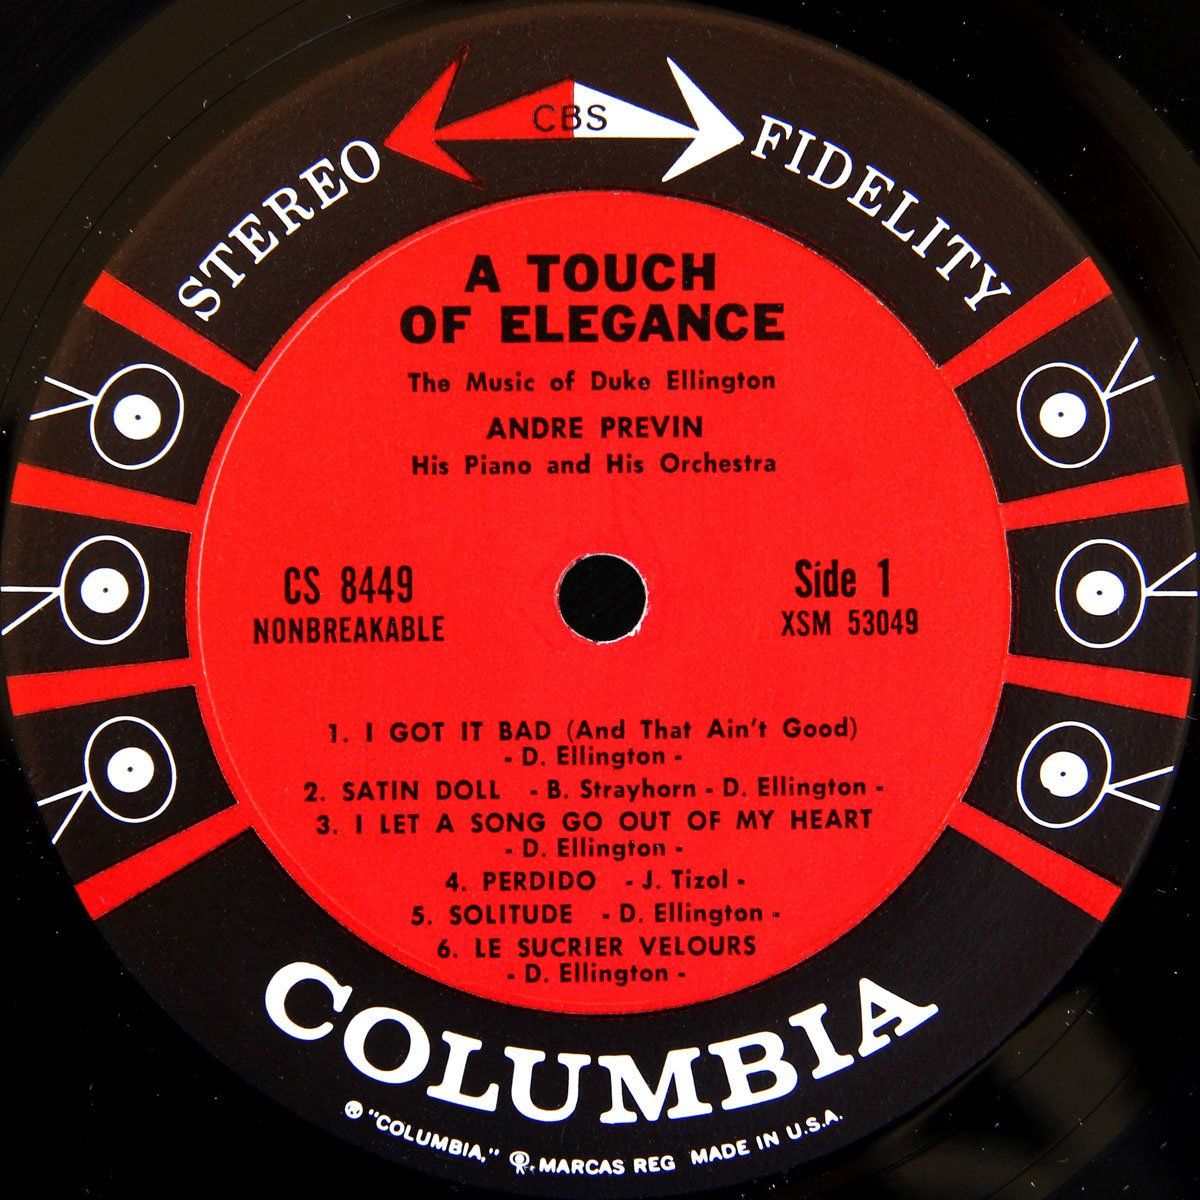 CBS
STEREO FIDELITY
A TOUCH
OF ELEGANCE
The Music of Duke Ellington
ANDRE PREVIN
His Piano and His Orchestra
CS 8449
NONBREAKABLE
Side 1
XSM 53049
1. I GOT IT BAD (And That Ain't Good)
- D. Ellington -
2. SATIN DOLL - B. Strayhorn - D. Ellington -
3. I LET A SONG GO OUT OF MY HEART
- D. Ellington -
4. PERDIDO - J. Tizol -
5. SOLITUDE - D. Ellington -
6. LE SUCRIER VELOURS
- D. Ellington -
COLUMBIA
"COLUMBIA," MARCAS REG MADE IN U.S.A.